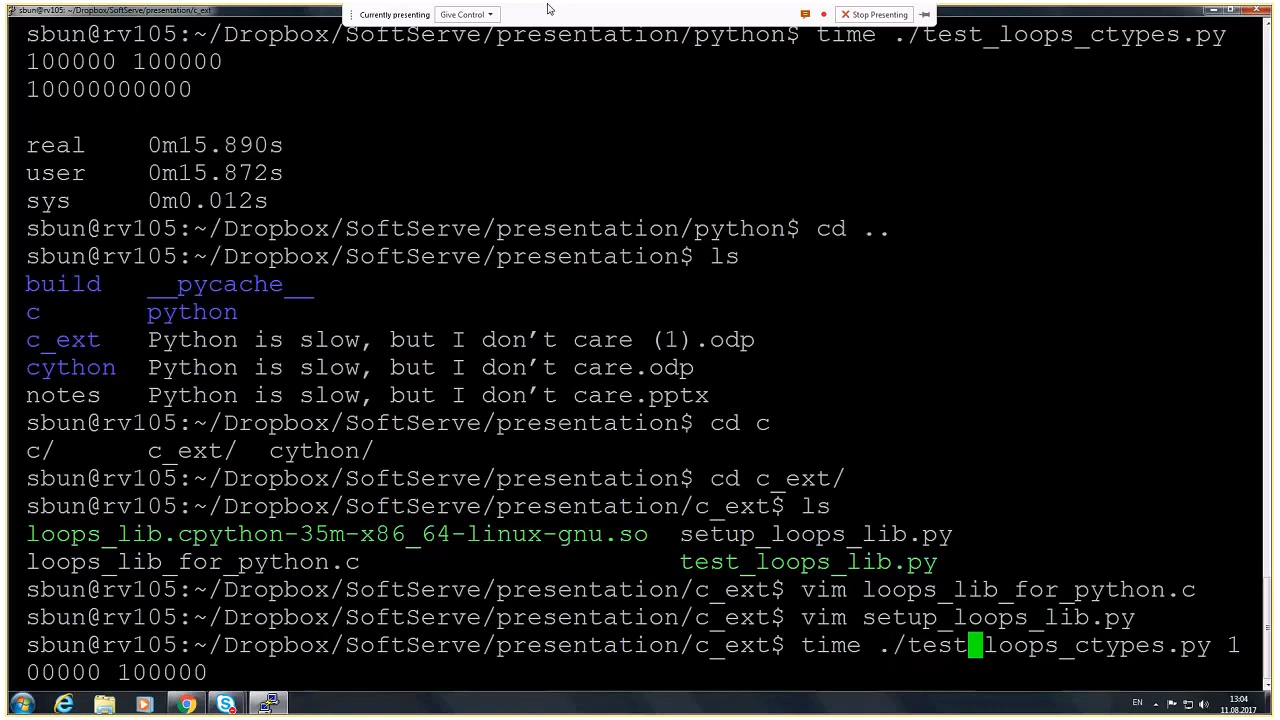 sbun@rv105: ~/Dropbox/SoftServe/presentation/c_ext
Currently presenting Give Control Stop Presenting
sbun@rv105:~/Dropbox/SoftServe/presentation/python$ time ./test_loops_ctypes.py
100000 100000
10000000000
real 0m15.890s
user 0m15.872s
sys 0m0.012s
sbun@rv105:~/Dropbox/SoftServe/presentation/python$ cd ..
sbun@rv105:~/Dropbox/SoftServe/presentation$ ls
build __pycache__
c python
c_ext Python is slow, but I don’t care (1).odp
cython Python is slow, but I don’t care.odp
notes Python is slow, but I don’t care.pptx
sbun@rv105:~/Dropbox/SoftServe/presentation$ cd c
c/ c_ext/ cython/
sbun@rv105:~/Dropbox/SoftServe/presentation$ cd c_ext/
sbun@rv105:~/Dropbox/SoftServe/presentation/c_ext$ ls
loops_lib.cpython-35m-x86_64-linux-gnu.so setup_loops_lib.py
loops_lib_for_python.c test_loops_lib.py
sbun@rv105:~/Dropbox/SoftServe/presentation/c_ext$ vim loops_lib_for_python.c
sbun@rv105:~/Dropbox/SoftServe/presentation/c_ext$ vim setup_loops_lib.py
sbun@rv105:~/Dropbox/SoftServe/presentation/c_ext$ time ./test_loops_ctypes.py 1
00000 100000
EN 13:04
11.08.2017